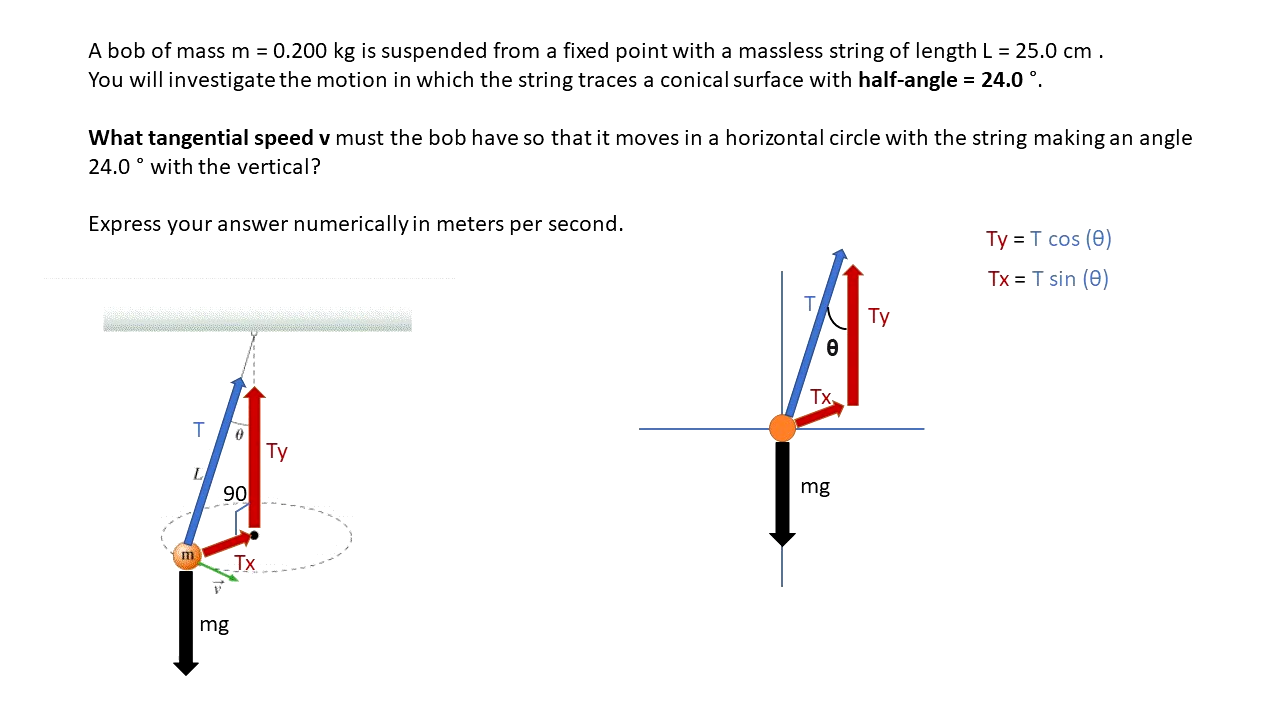 A bob of mass m = 0.200 kg is suspended from a fixed point with a massless string of length L = 25.0 cm .
You will investigate the motion in which the string traces a conical surface with half-angle = 24.0 °.
What tangential speed v must the bob have so that it moves in a horizontal circle with the string making an angle
24.0 ° with the vertical?
Express your answer numerically in meters per second.
Ty = T cos (θ)
Tx = T sin (θ)
T
θ
Ty
L
90
m
Tx
v
mg
T
Ty
θ
Tx
mg